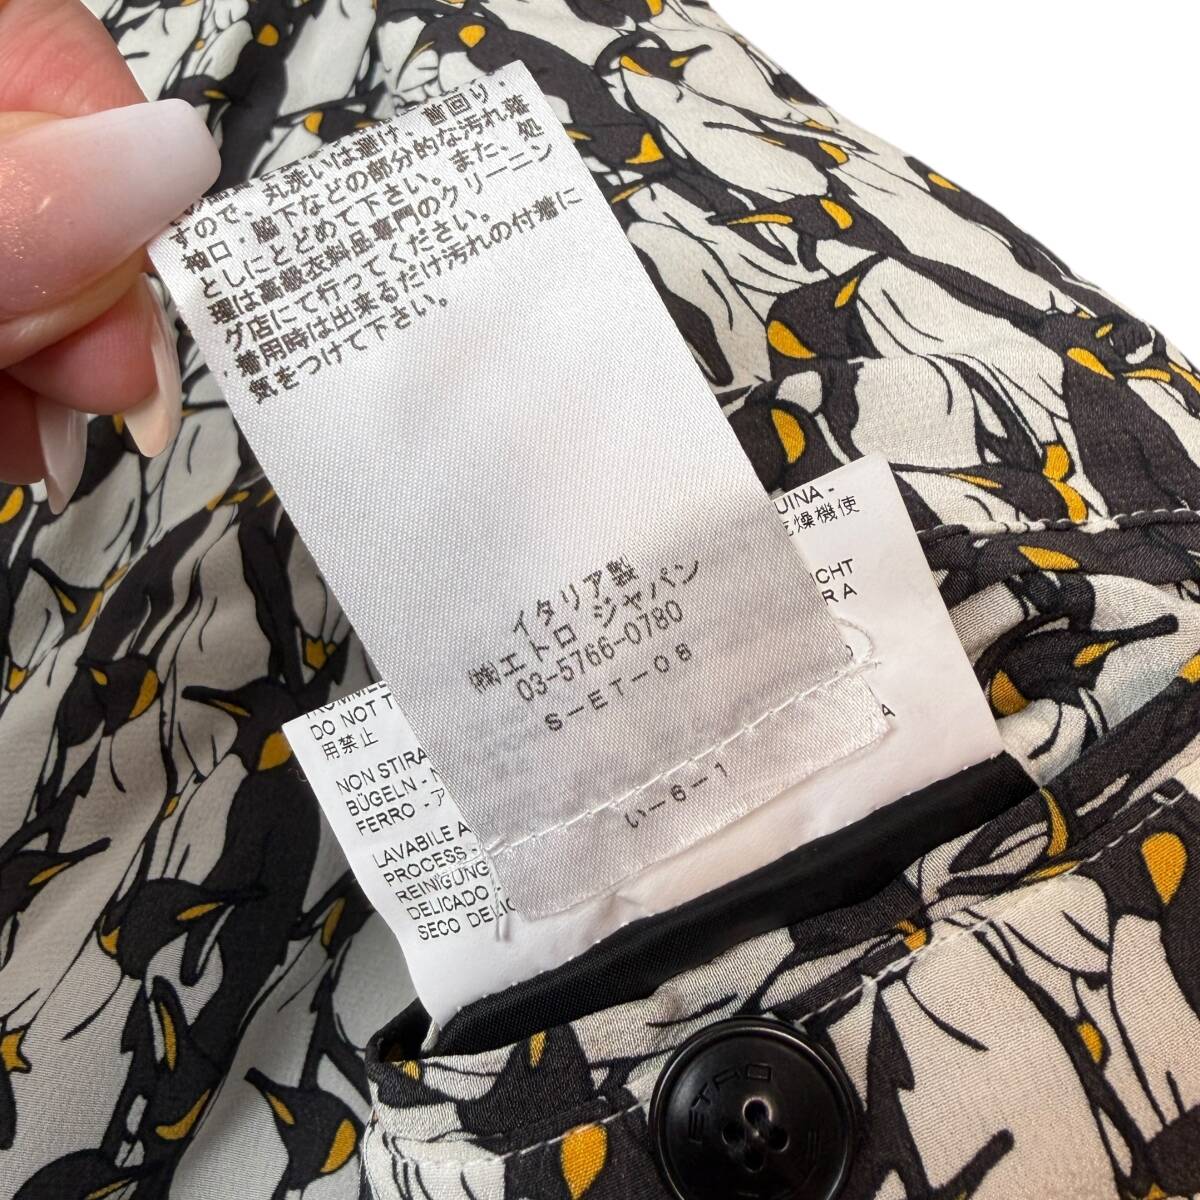 すので、丸洗いは避け、首回り・
袖口・脇下などの部分的な汚れ落
としにとどめて下さい。また、処
理は高級衣料品専門のクリーニン
グ店にて行ってください。
・着用時は出来るだけ汚れの付着に
気をつけて下さい。
イタリア製
㈱エトロ ジャパン
03-5766-0780
S-ET-08
い-6-1
UINA -
乾燥機使
ICHT
RA
DO NOT T
用禁止
NON STIRA
BÜGELN -
FERRO - ア
LAVABILE A
PROCESS -
REINIGUNG
DELICADO
SECO DELIC
A
ETRO